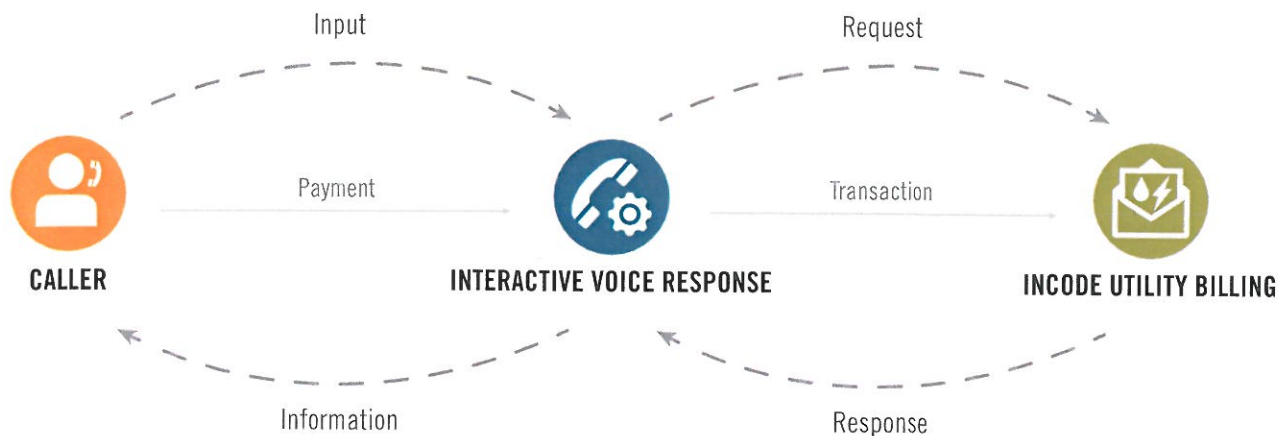 Input
Request
Payment
Transaction
CALLER
INTERACTIVE VOICE RESPONSE
INCODE UTILITY BILLING
Information
Response